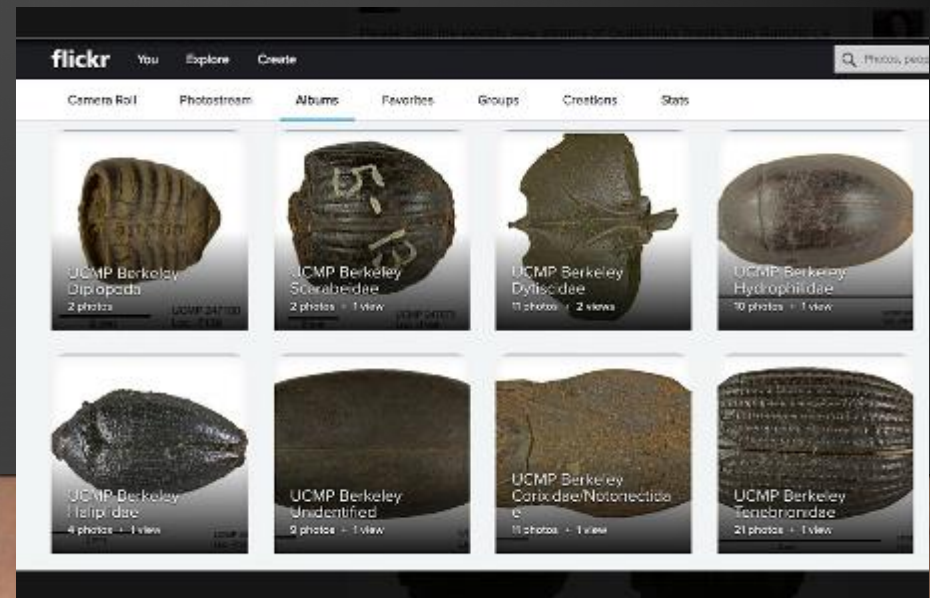 flickr You Explore Create
Photos, peop
Camera Roll Photostream Albums Favorites Groups Creations Stats
UCMP Berkeley
Diplopoda
2 photos
UCMP Berkeley
Scarabeidae
2 photos · 1 view
UCMP Berkeley
Dytiscidae
11 photos · 2 views
UCMP Berkeley
Hydrophilidae
10 photos · 1 view
UCMP Berkeley
Haliplidae
4 photos · 1 view
UCMP Berkeley
Unidentified
9 photos · 1 view
UCMP Berkeley
Corixidae/Notonectida
e
11 photos · 1 view
UCMP Berkeley
Tenebrionidae
21 photos · 1 view